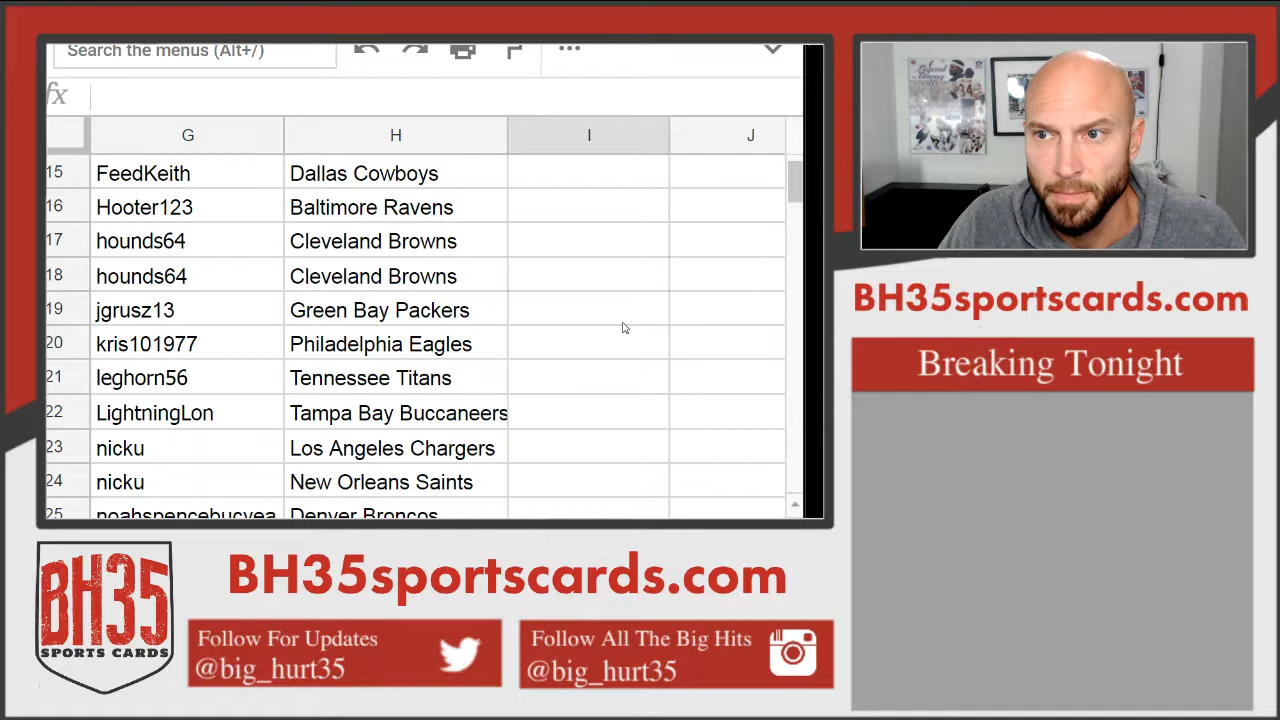 Search the menus (Alt+/)
fx
G H I J
15 FeedKeith Dallas Cowboys
16 Hooter123 Baltimore Ravens
17 hounds64 Cleveland Browns
18 hounds64 Cleveland Browns
19 jgrusz13 Green Bay Packers
20 kris101977 Philadelphia Eagles
21 leghorn56 Tennessee Titans
22 LightningLon Tampa Bay Buccaneers
23 nicku Los Angeles Chargers
24 nicku New Orleans Saints
25 noahspencebucyea Denver Broncos
Legend
34
BH35sportscards.com
Breaking Tonight
BH35
SPORTS CARDS
BH35sportscards.com
Follow For Updates
@big_hurt35
Follow All The Big Hits
@big_hurt35